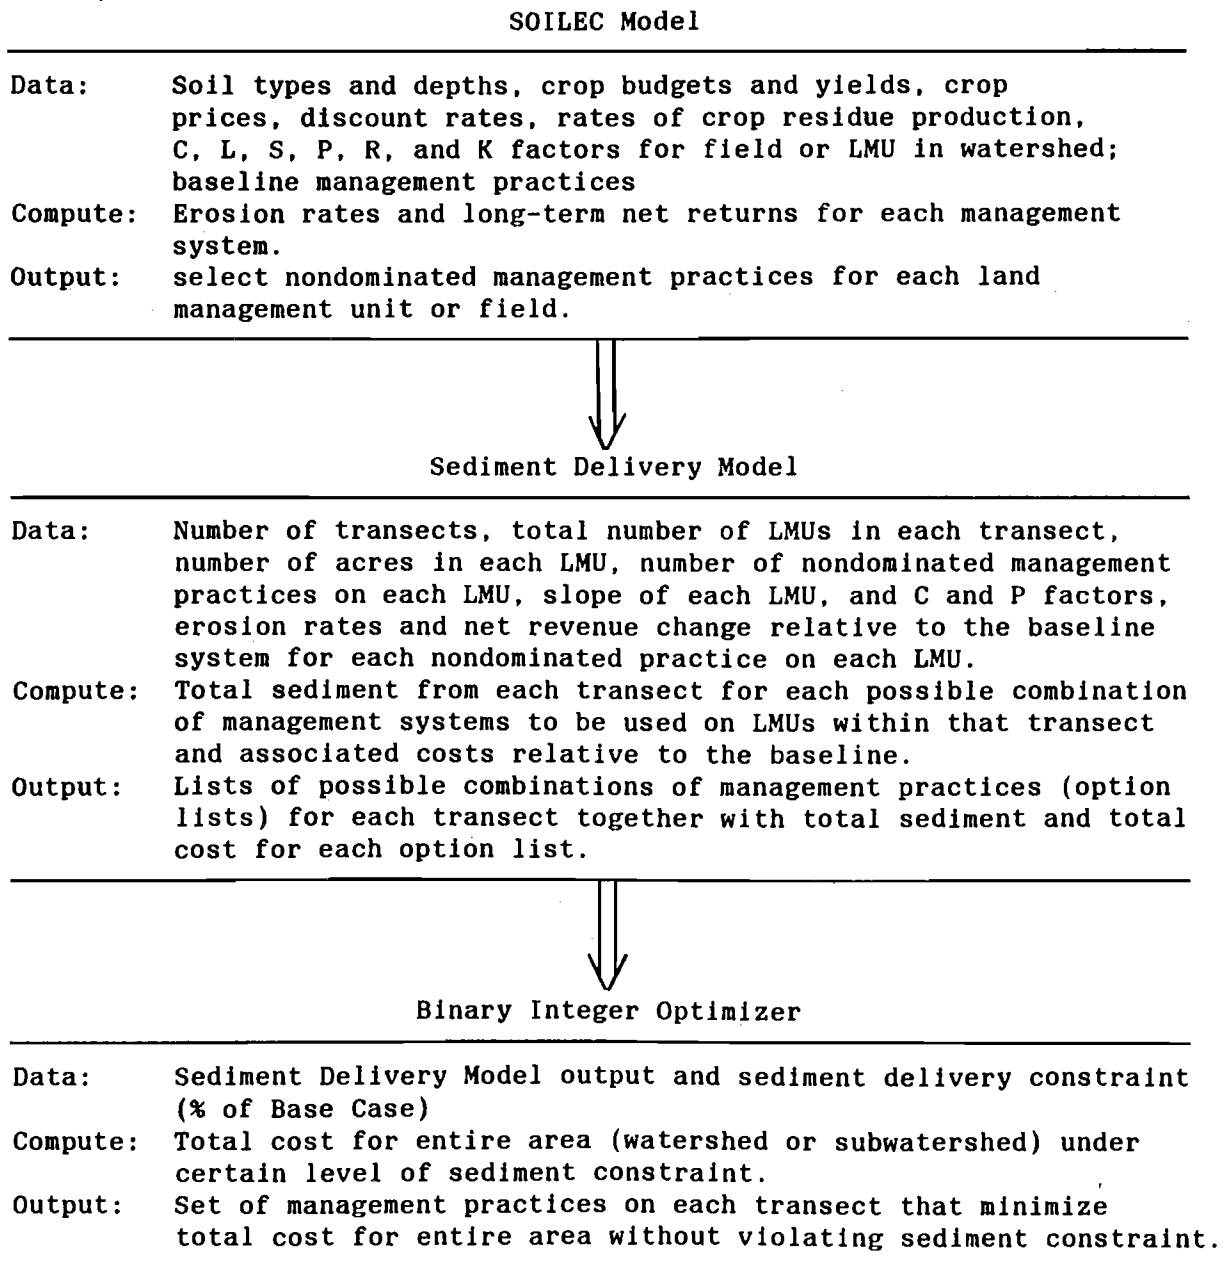 SOILEC Model
Data: Soil types and depths, crop budgets and yields, crop
prices, discount rates, rates of crop residue production,
C, L, S, P, R, and K factors for field or LMU in watershed;
baseline management practices
Compute: Erosion rates and long-term net returns for each management
system.
Output: select nondominated management practices for each land
management unit or field.
Sediment Delivery Model
Data: Number of transects, total number of LMUs in each transect,
number of acres in each LMU, number of nondominated management
practices on each LMU, slope of each LMU, and C and P factors,
erosion rates and net revenue change relative to the baseline
system for each nondominated practice on each LMU.
Compute: Total sediment from each transect for each possible combination
of management systems to be used on LMUs within that transect
and associated costs relative to the baseline.
Output: Lists of possible combinations of management practices (option
lists) for each transect together with total sediment and total
cost for each option list.
Binary Integer Optimizer
Data: Sediment Delivery Model output and sediment delivery constraint
(% of Base Case)
Compute: Total cost for entire area (watershed or subwatershed) under
certain level of sediment constraint.
Output: Set of management practices on each transect that minimize
total cost for entire area without violating sediment constraint.